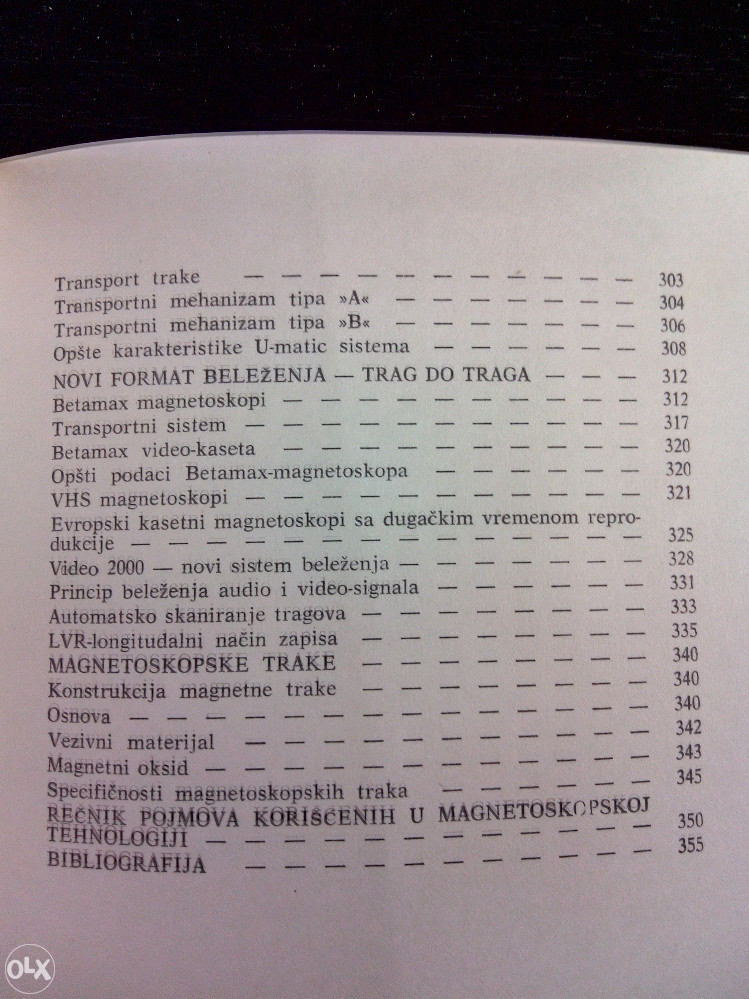 Transport trake — — — — — — — — — — — 303
Transportni mehanizam tipa »A« — — — — — — — 304
Transportni mehanizam tipa »B« — — — — — — — 306
Opšte karakteristike U-matic sistema — — — — — — 308
NOVI FORMAT BELEŽENJA — TRAG DO TRAGA — — — 312
Betamax magnetoskopi — — — — — — — — — — 312
Transportni sistem — — — — — — — — — — — 317
Betamax video-kaseta — — — — — — — — — — 320
Opšti podaci Betamax-magnetoskopa — — — — — — 320
VHS magnetoskopi — — — — — — — — — — — 321
Evropski kasetni magnetoskopi sa dugačkim vremenom repro-
dukcije — — — — — — — — — — — — — — 325
Video 2000 — novi sistem beleženja — — — — — — — 328
Princip beleženja audio i video-signala — — — — — — 331
Automatsko skaniranje tragova — — — — — — — — 333
LVR-longitudalni način zapisa — — — — — — — — 335
MAGNETOSKOPSKE TRAKE — — — — — — — — 340
Konstrukcija magnetne trake — — — — — — — — 340
Osnova — — — — — — — — — — — — — — 340
Vezivni materijal — — — — — — — — — — — 342
Magnetni oksid — — — — — — — — — — — — 343
Specifičnosti magnetoskopskih traka — — — — — — 345
REČNIK POJMOVA KORIŠĆENIH U MAGNETOSKOPSKOJ
TEHNOLOGIJI — — — — — — — — — — — — 350
BIBLIOGRAFIJA — — — — — — — — — — — 355
OLX